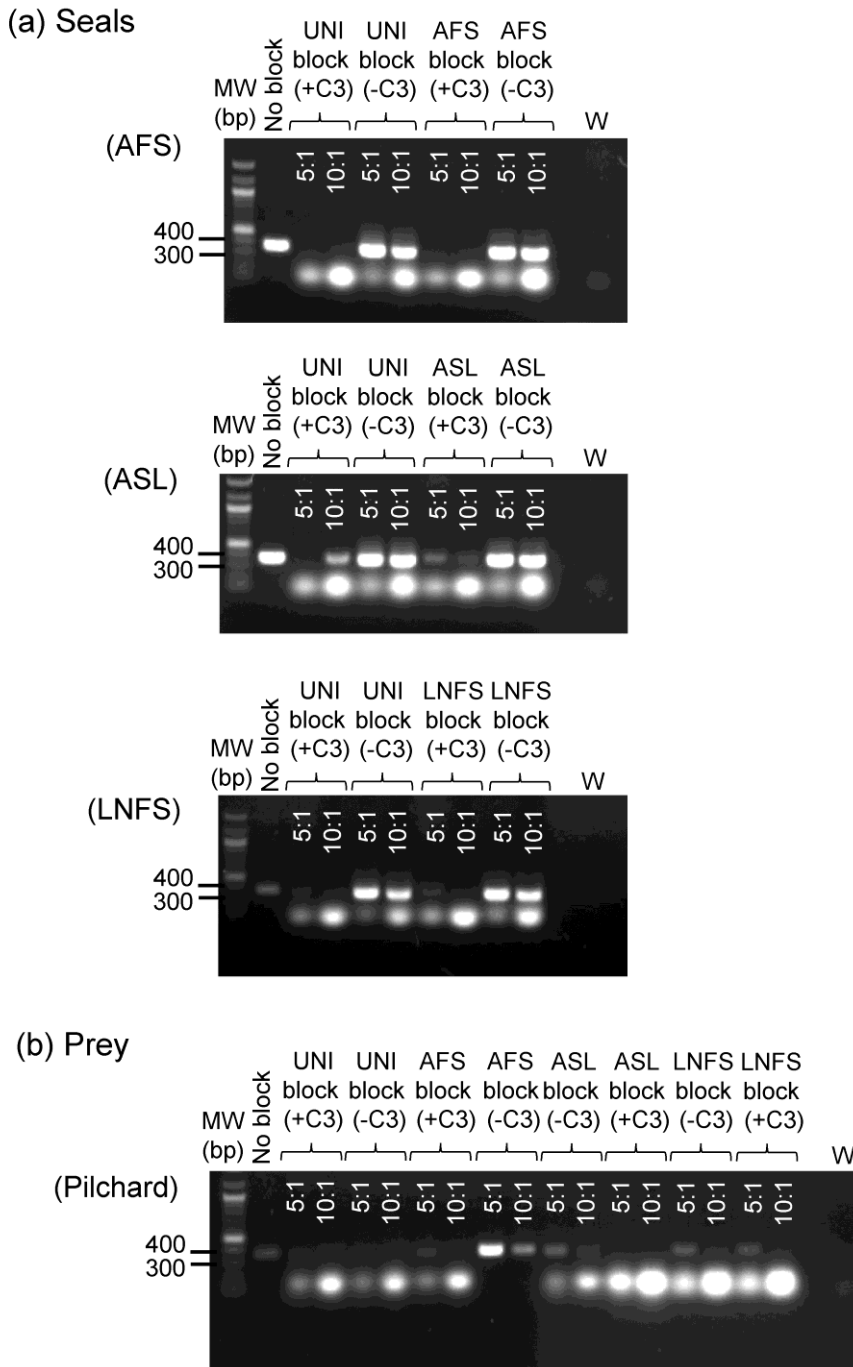 (a) Seals
UNI UNI AFS AFS
block block block block
(+C3) (-C3) (+C3) (-C3)
MW
(bp)
No block
W
(AFS)
5:1 10:1 5:1 10:1 5:1 10:1 5:1 10:1
400
300
UNI UNI ASL ASL
block block block block
(+C3) (-C3) (+C3) (-C3)
MW
(bp)
No block
W
(ASL)
5:1 10:1 5:1 10:1 5:1 10:1 5:1 10:1
400
300
UNI UNI LNFS LNFS
block block block block
(+C3) (-C3) (+C3) (-C3)
MW
(bp)
No block
W
(LNFS)
5:1 10:1 5:1 10:1 5:1 10:1 5:1 10:1
400
300
(b) Prey
UNI UNI AFS AFS ASL ASL LNFS LNFS
block block block block block block block block
(+C3) (-C3) (+C3) (-C3) (-C3) (+C3) (-C3) (+C3)
MW
(bp)
No block
W
(Pilchard)
5:1 10:1 5:1 10:1 5:1 10:1 5:1 10:1 5:1 10:1 5:1 10:1 5:1 10:1 5:1 10:1
400
300